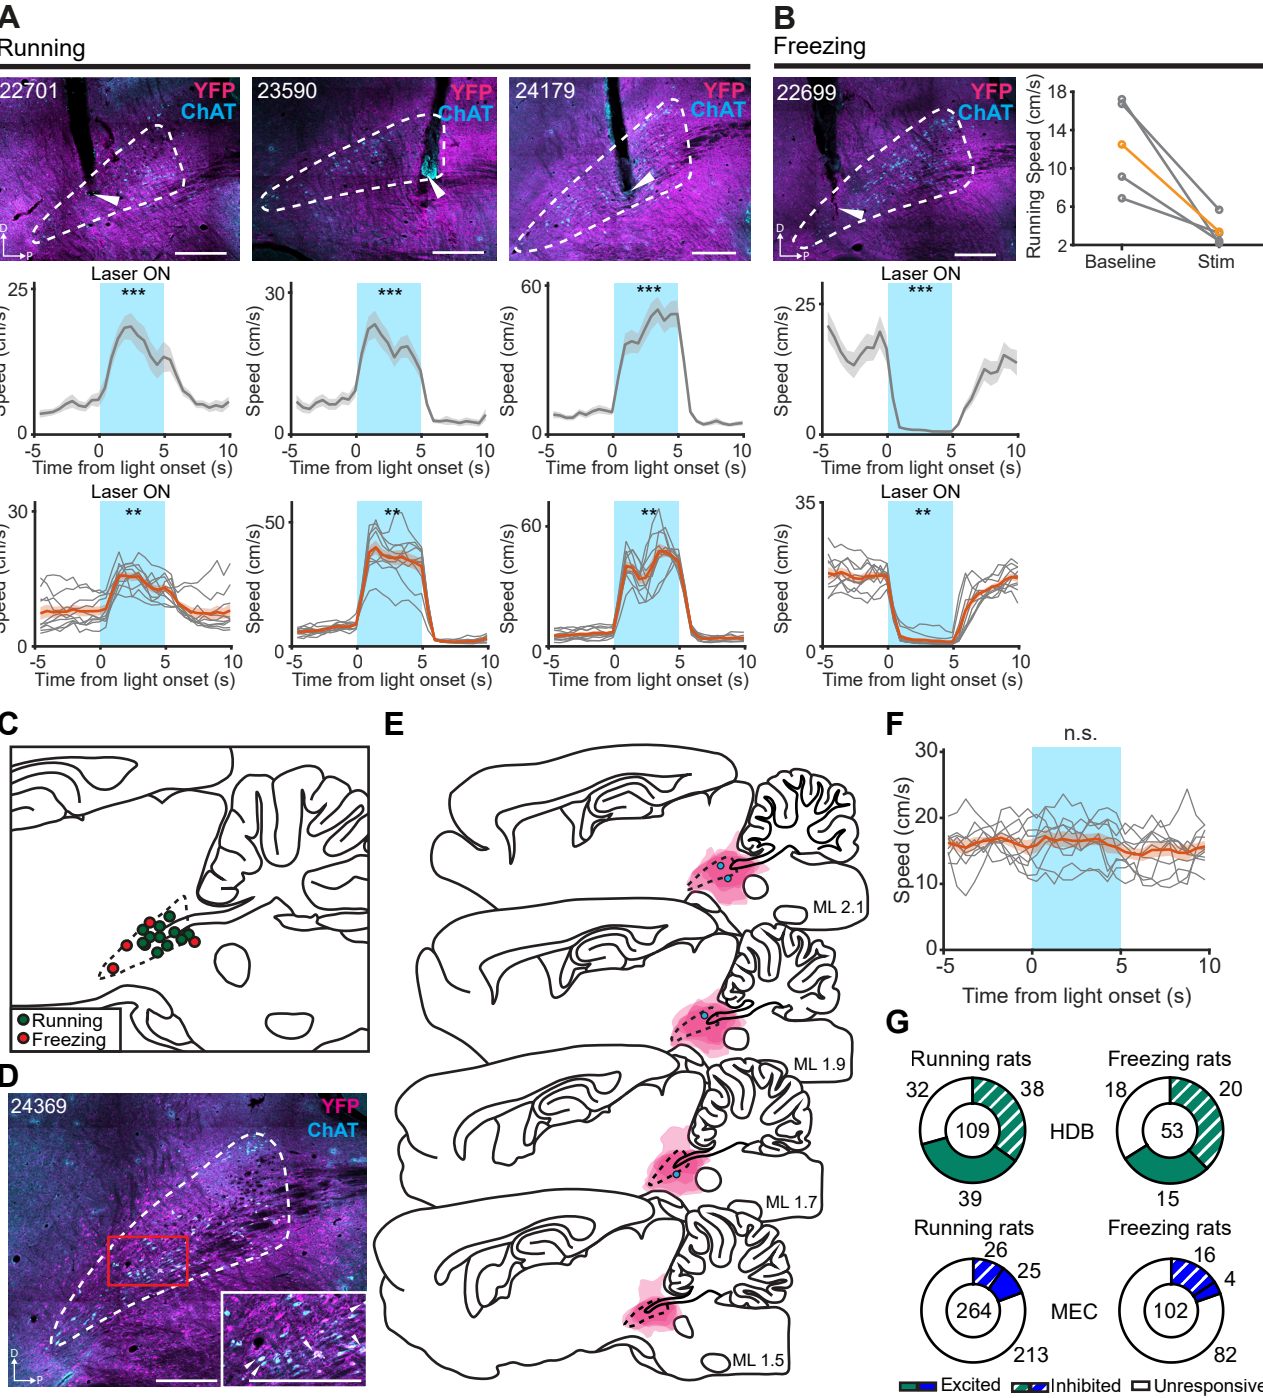 A
Running
B
Freezing
22701
YFP
ChAT
D
P
23590
YFP
ChAT
24179
YFP
ChAT
22699
YFP
ChAT
D
P
Running Speed (cm/s)
18
14
10
6
2
Baseline
Stim
Laser ON
***
25
0
Speed (cm/s)
-5
0
5
10
Time from light onset (s)
***
30
0
Speed (cm/s)
-5
0
5
10
Time from light onset (s)
***
60
0
Speed (cm/s)
-5
0
5
10
Time from light onset (s)
Laser ON
***
25
0
Speed (cm/s)
-5
0
5
10
Time from light onset (s)
Laser ON
**
30
0
Speed (cm/s)
-5
0
5
10
Time from light onset (s)
**
50
0
Speed (cm/s)
-5
0
5
10
Time from light onset (s)
**
60
0
Speed (cm/s)
-5
0
5
10
Time from light onset (s)
Laser ON
**
35
0
Speed (cm/s)
-5
0
5
10
Time from light onset (s)
C
Running
Freezing
D
24369
YFP
ChAT
D
P
E
ML 2.1
ML 1.9
ML 1.7
ML 1.5
F
n.s.
30
20
10
0
Speed (cm/s)
-5
0
5
10
Time from light onset (s)
G
Running rats
32
38
109
39
HDB
Freezing rats
18
20
53
15
Running rats
26
25
264
213
MEC
Freezing rats
16
4
102
82
Excited
Inhibited
Unresponsive